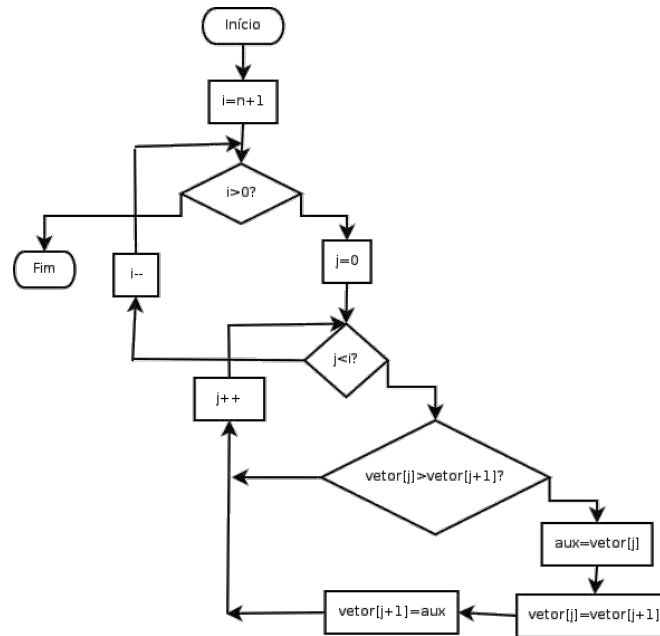 Início
i=n+1
i>0?
Fim
i--
j=0
j<i?
j++
vetor[j]>vetor[j+1]?
aux=vetor[j]
vetor[j+1]=aux
vetor[j]=vetor[j+1]